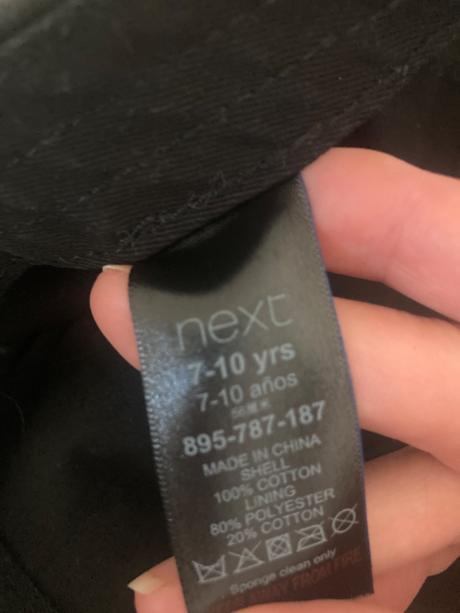 next
7-10 yrs
7-10 años
895-787-187
MADE IN CHINA
SHELL
100% COTTON
LINING
80% POLYESTER
20% COTTON
Sponge clean only
AWAY FROM FIRE